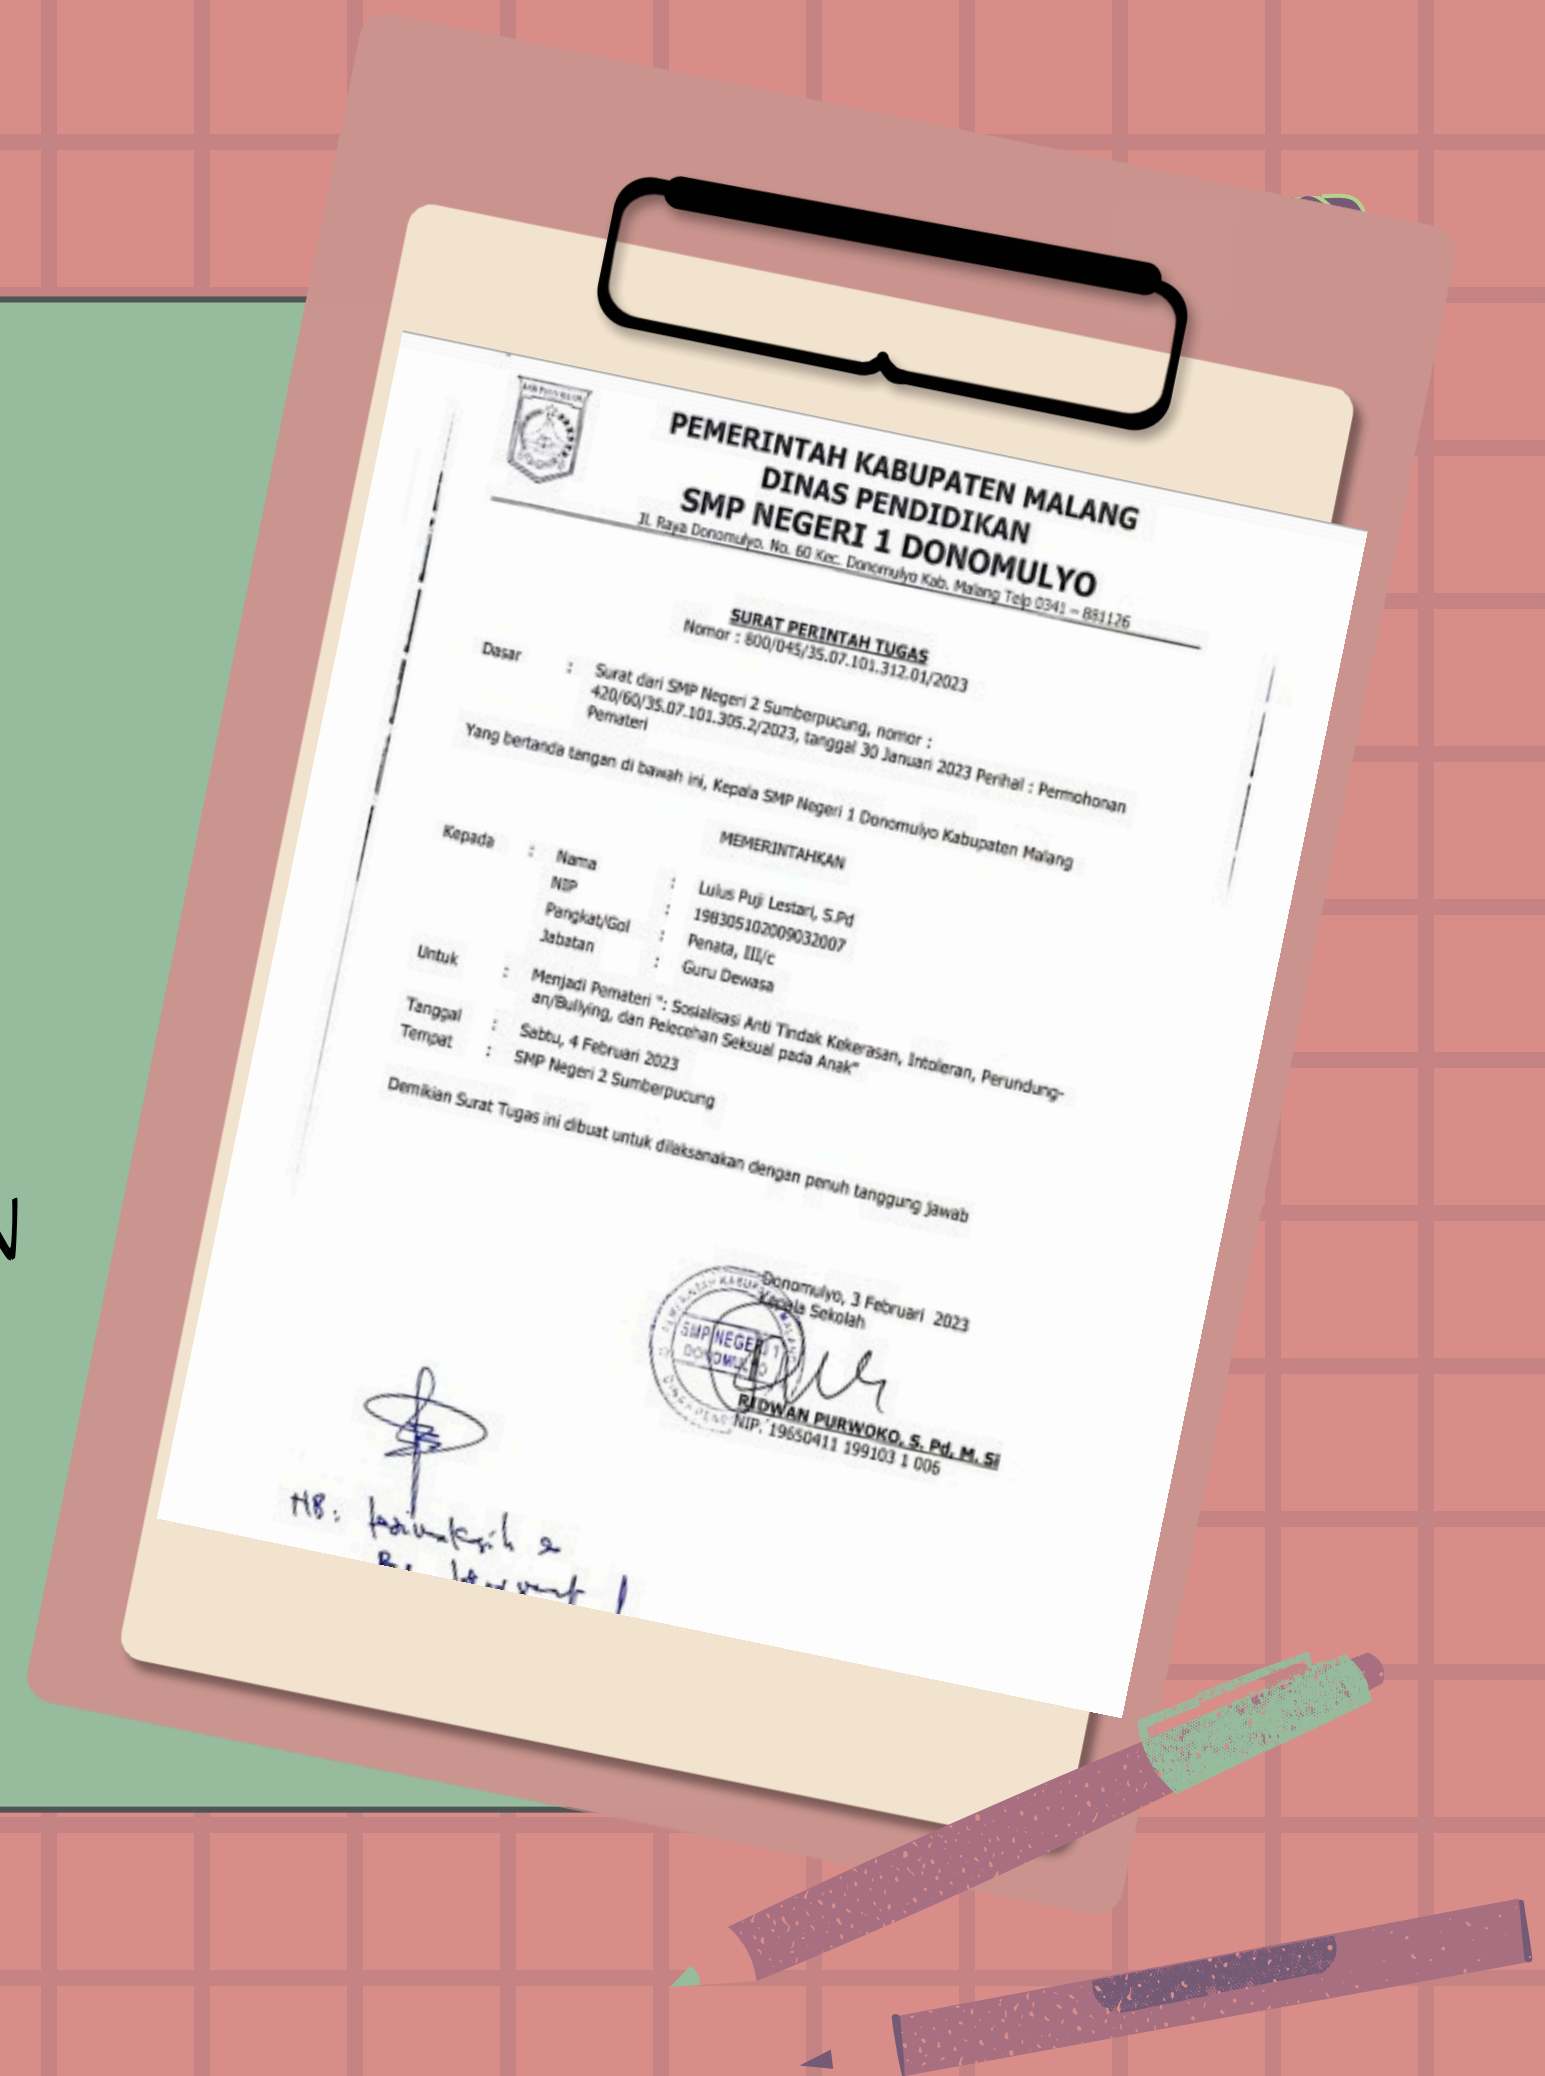 PEMERINTAH KABUPATEN MALANG
DINAS PENDIDIKAN
SMP NEGERI 1 DONOMULYO
Jl. Raya Donomulyo. No. 60 Kec. Donomulyo Kab. Malang Telp 0341 – 881126
SURAT PERINTAH TUGAS
Nomor : 800/045/35.07.101.312.01/2023
Dasar : Surat dari SMP Negeri 2 Sumberpucung, nomor :
420/60/35.07.101.305.2/2023, tanggal 30 Januari 2023 Perihal : Permohonan
Pemateri
Yang bertanda tangan di bawah ini, Kepala SMP Negeri 1 Donomulyo Kabupaten Malang
MEMERINTAHKAN
Kepada : Nama : Lulus Puji Lestari, S.Pd
NIP : 198305102009032007
Pangkat/Gol : Penata, III/c
Jabatan : Guru Dewasa
Untuk : Menjadi Pemateri ": Sosialisasi Anti Tindak Kekerasan, Intoleran, Perundung-
an/Bullying, dan Pelecehan Seksual pada Anak"
Tanggal : Sabtu, 4 Februari 2023
Tempat : SMP Negeri 2 Sumberpucung
Demikian Surat Tugas ini dibuat untuk dilaksanakan dengan penuh tanggung jawab
Donomulyo, 3 Februari 2023
Kepala Sekolah
SMP NEGERI 1
DONOMULYO
RIDWAN PURWOKO, S. Pd, M. Si
NIP. 19650411 199103 1 006
HB: terimakasih
N